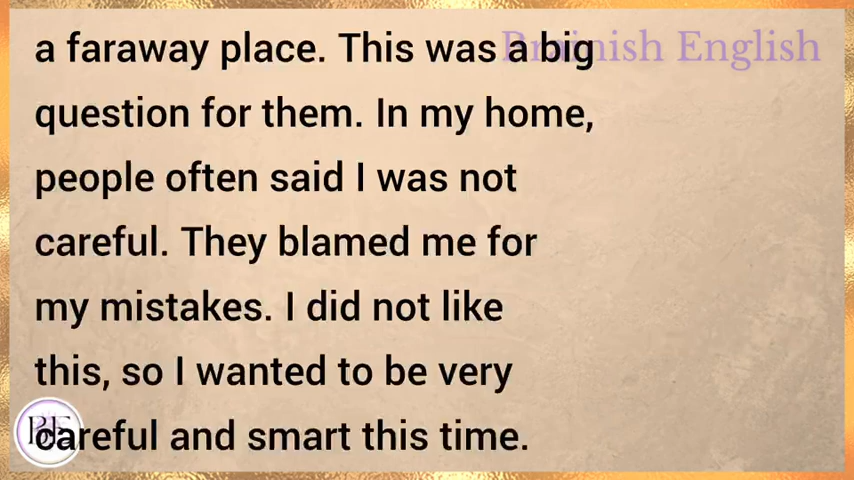 a faraway place. This was a big
Brainish English
question for them. In my home,
people often said I was not
careful. They blamed me for
my mistakes. I did not like
this, so I wanted to be very
careful and smart this time.
BE